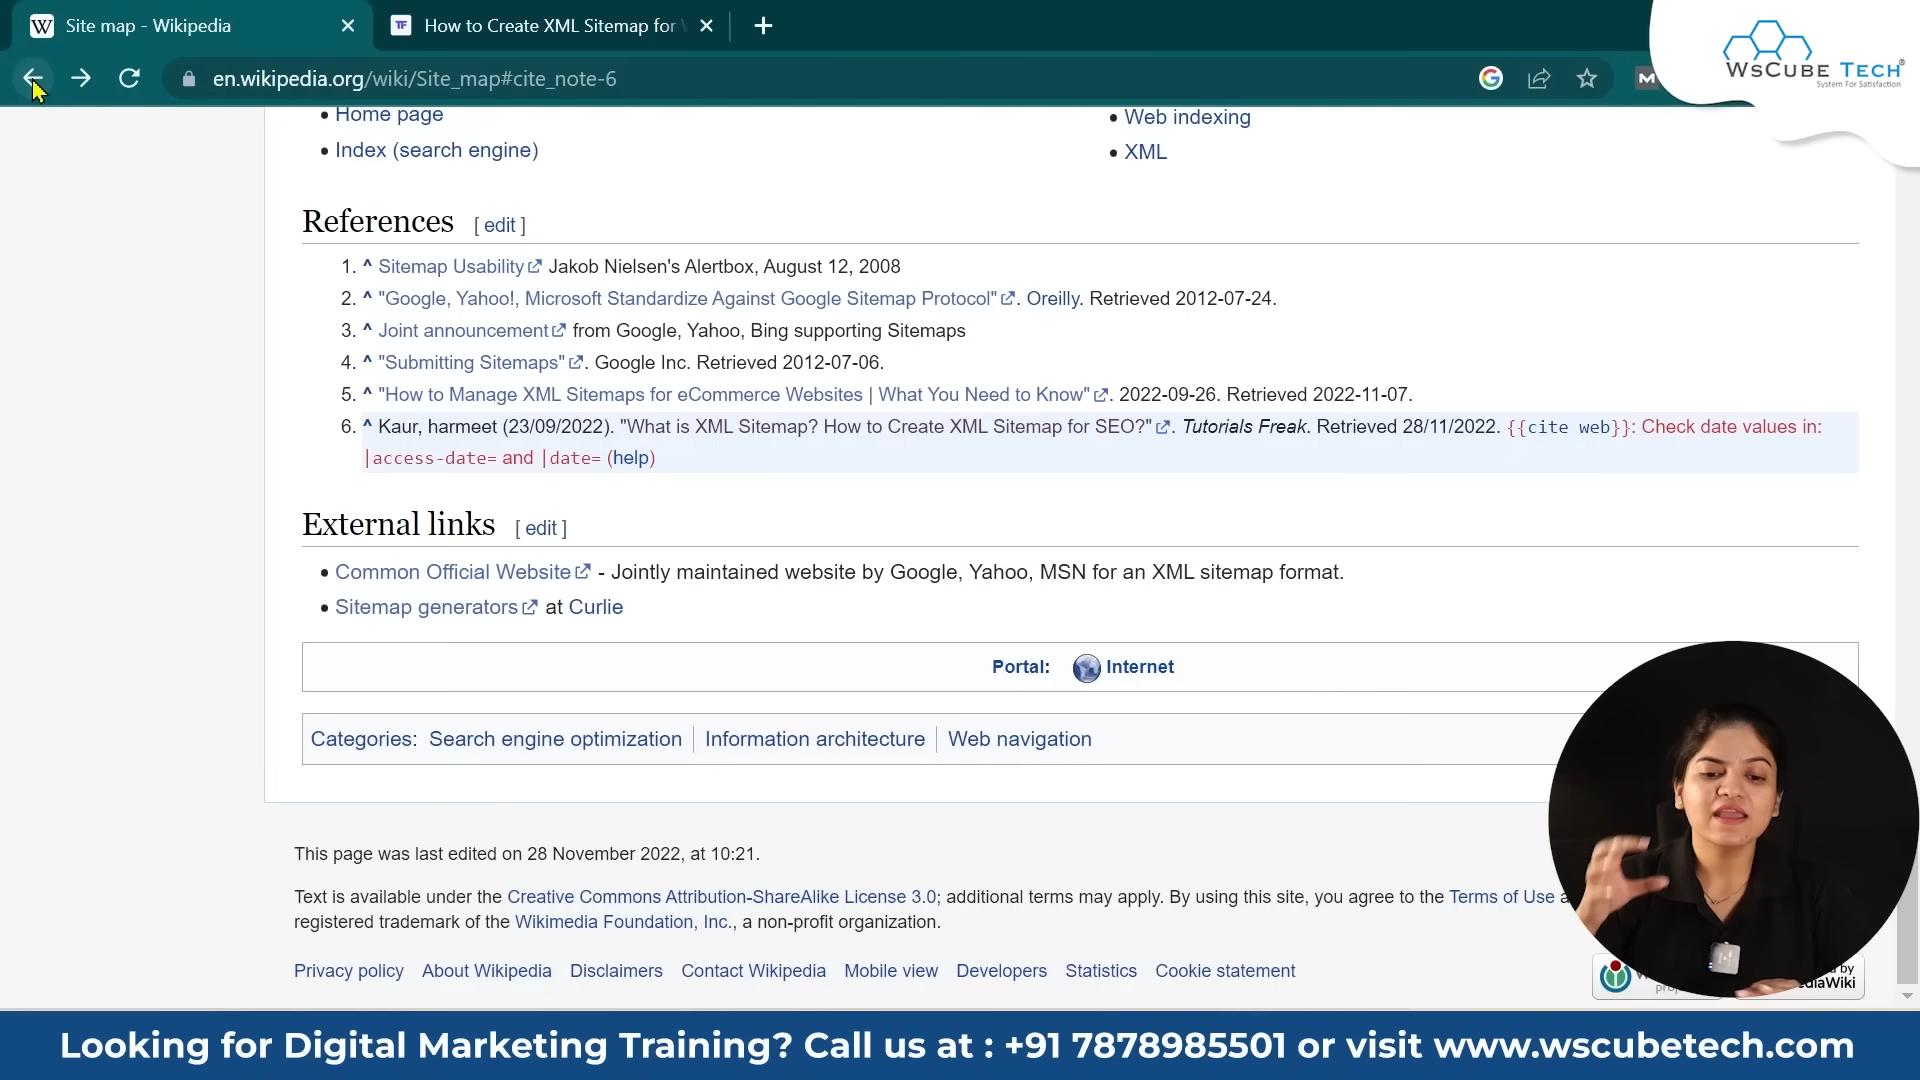 Site map - Wikipedia
TF How to Create XML Sitemap for
en.wikipedia.org/wiki/Site_map#cite_note-6
WsCube Tech®
System For Satisfaction
• Home page
• Index (search engine)
• Web indexing
• XML
References [ edit ]
1. ^ Sitemap Usability Jakob Nielsen's Alertbox, August 12, 2008
2. ^ "Google, Yahoo!, Microsoft Standardize Against Google Sitemap Protocol". Oreilly. Retrieved 2012-07-24.
3. ^ Joint announcement from Google, Yahoo, Bing supporting Sitemaps
4. ^ "Submitting Sitemaps". Google Inc. Retrieved 2012-07-06.
5. ^ "How to Manage XML Sitemaps for eCommerce Websites | What You Need to Know". 2022-09-26. Retrieved 2022-11-07.
6. ^ Kaur, harmeet (23/09/2022). "What is XML Sitemap? How to Create XML Sitemap for SEO?". Tutorials Freak. Retrieved 28/11/2022. {{cite web}}: Check date values in:
|access-date= and |date= (help)
External links [ edit ]
• Common Official Website - Jointly maintained website by Google, Yahoo, MSN for an XML sitemap format.
• Sitemap generators at Curlie
Portal: Internet
Categories: Search engine optimization | Information architecture | Web navigation
This page was last edited on 28 November 2022, at 10:21.
Text is available under the Creative Commons Attribution-ShareAlike License 3.0; additional terms may apply. By using this site, you agree to the Terms of Use
registered trademark of the Wikimedia Foundation, Inc., a non-profit organization.
Privacy policy About Wikipedia Disclaimers Contact Wikipedia Mobile view Developers Statistics Cookie statement
by
Looking for Digital Marketing Training? Call us at : +91 7878985501 or visit www.wscubetech.com